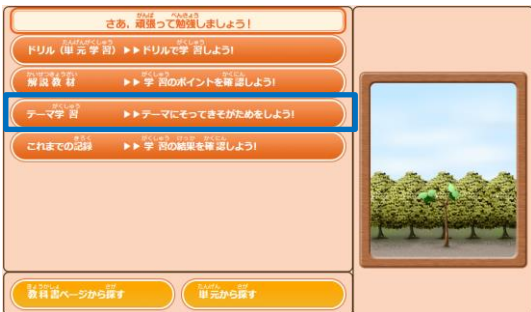 さあ、頑張って勉強しましょう!
ドリル(単元学習) ▶▶ドリルで学習しよう!
解説教材 ▶▶学習のポイントを確認しよう!
テーマ学習 ▶▶テーマにそってきそがためをしよう!
これまでの記録 ▶▶学習の結果を確認しよう!
教科書ページから探す
単元から探す